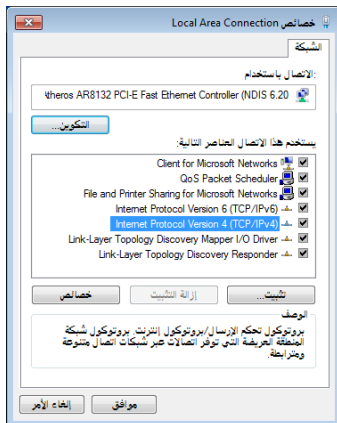 خصائص Local Area Connection
الشبكة
الاتصال باستخدام:
Atheros AR8132 PCI-E Fast Ethernet Controller (NDIS 6.20
التكوين...
يستخدم هذا الاتصال العناصر التالية:
Client for Microsoft Networks
QoS Packet Scheduler
File and Printer Sharing for Microsoft Networks
Internet Protocol Version 6 (TCP/IPv6)
Internet Protocol Version 4 (TCP/IPv4)
Link-Layer Topology Discovery Mapper I/O Driver
Link-Layer Topology Discovery Responder
تثبيت...
إزالة التثبيت
خصائص
الوصف
بروتوكول تحكم الإرسال/بروتوكول إنترنت. بروتوكول شبكة
المنطقة العريضة التي توفر اتصالات عبر شبكات اتصال متنوعة
ومترابطة.
موافق
إلغاء الأمر